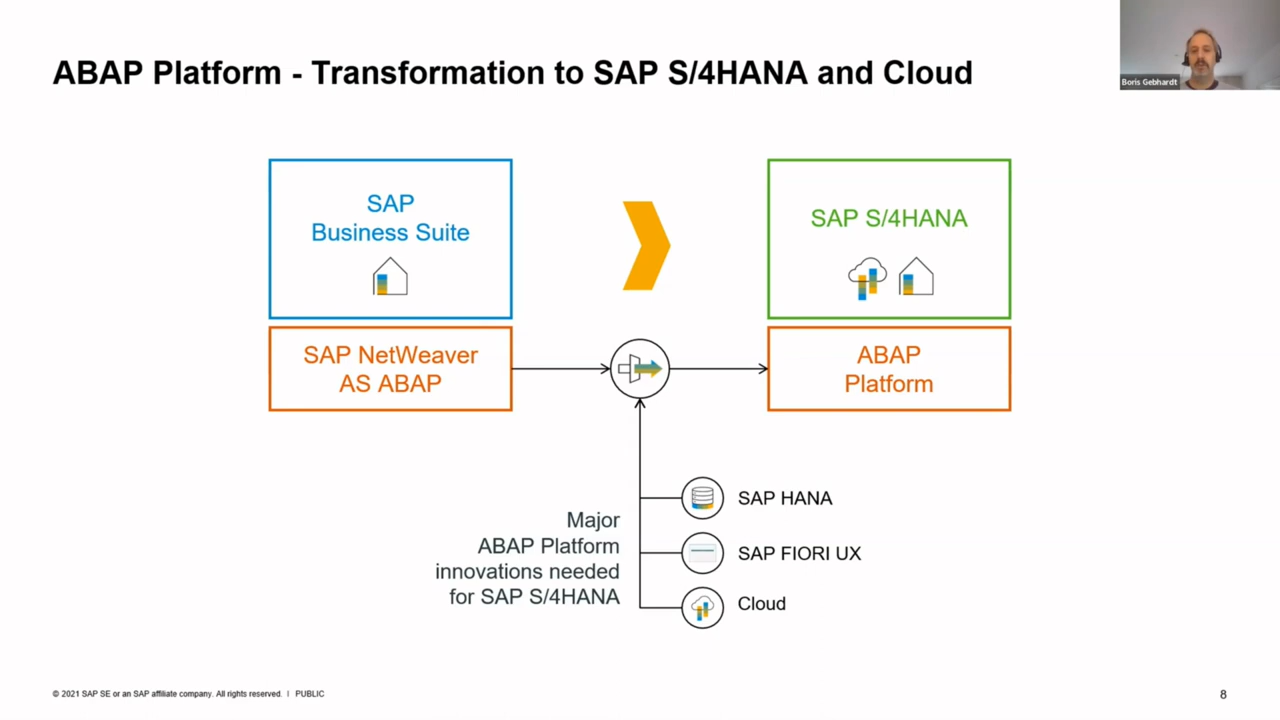 ABAP Platform - Transformation to SAP S/4HANA and Cloud
Boris Gebhardt
SAP
Business Suite
SAP S/4HANA
SAP NetWeaver
AS ABAP
ABAP
Platform
Major
ABAP Platform
innovations needed
for SAP S/4HANA
SAP HANA
SAP FIORI UX
Cloud
© 2021 SAP SE or an SAP affiliate company. All rights reserved. I PUBLIC
8